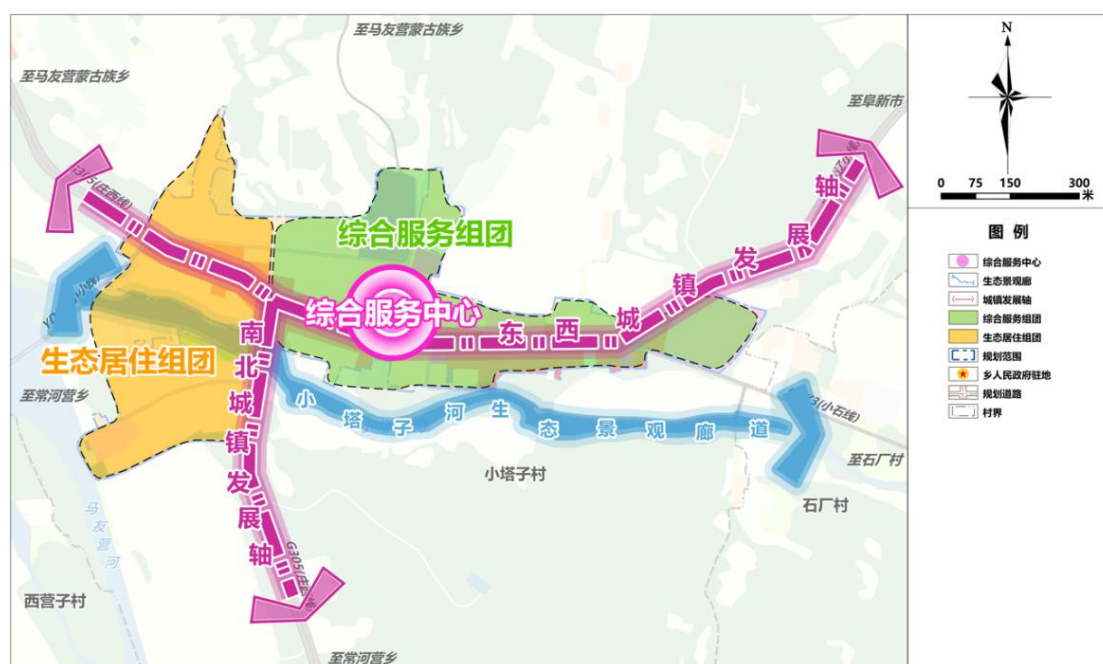 至马友营蒙古族乡
至马友营蒙古族乡
至阜新市
N
0 75 150 300
米
图 例
综合服务中心
生态景观廊
城镇发展轴
综合服务组团
生态居住组团
规划范围
乡人民政府驻地
规划道路
村界
G305(庄西线)
综合服务组团
综合服务中心
东西城镇发展轴
生态居住组团
南北城镇发展轴
至常河营乡
小塔子河生态景观廊道
(小石线)
至石厂村
小塔子村
石厂村
马友营河
西营子村
至常河营乡